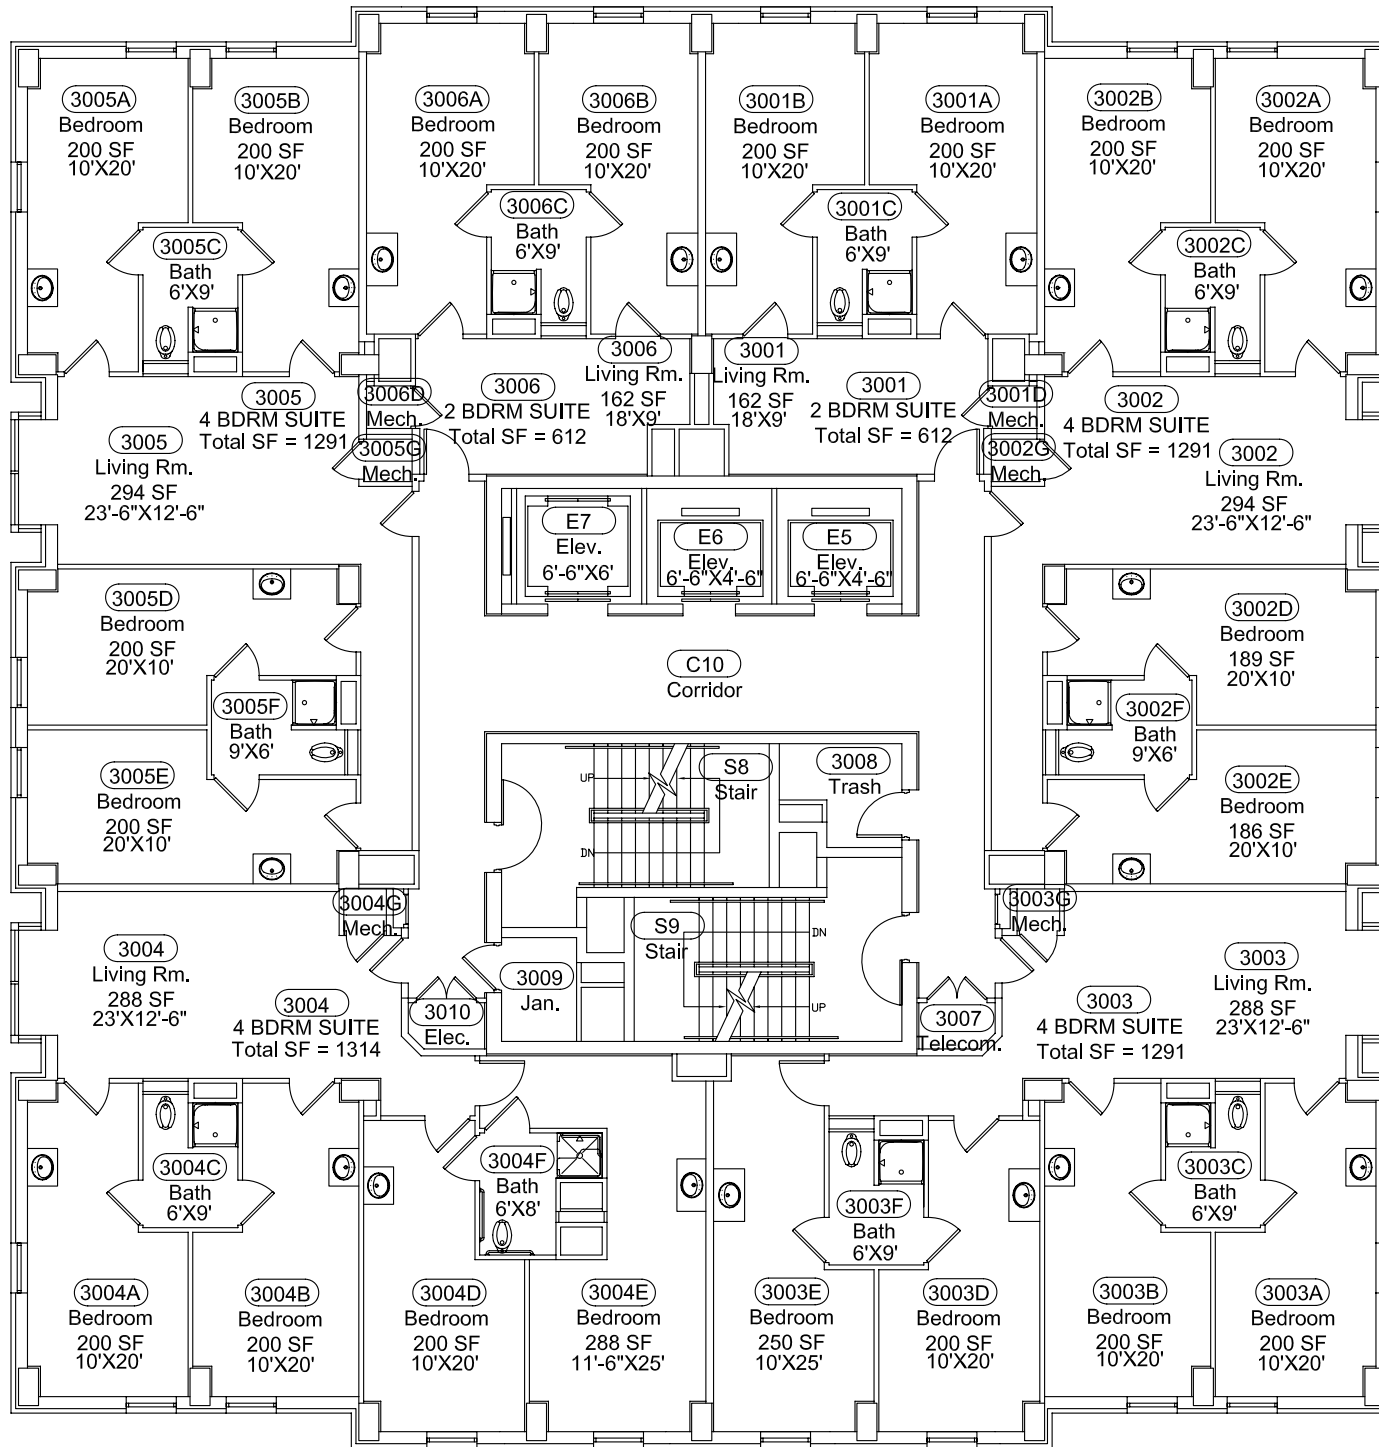 3005A
Bedroom
200 SF
10'X20'
3005B
Bedroom
200 SF
10'X20'
3006A
Bedroom
200 SF
10'X20'
3006B
Bedroom
200 SF
10'X20'
3001B
Bedroom
200 SF
10'X20'
3001A
Bedroom
200 SF
10'X20'
3002B
Bedroom
200 SF
10'X20'
3002A
Bedroom
200 SF
10'X20'
3005C
Bath
6'X9'
3006C
Bath
6'X9'
3001C
Bath
6'X9'
3002C
Bath
6'X9'
3005
4 BDRM SUITE
Total SF = 1291
3006D
Mech.
3005G
Mech.
3006
2 BDRM SUITE
Total SF = 612
3006
Living Rm.
162 SF
18'X9'
3001
Living Rm.
162 SF
18'X9'
3001
2 BDRM SUITE
Total SF = 612
3001D
Mech.
3002G
Mech.
3002
4 BDRM SUITE
Total SF = 1291
3005
Living Rm.
294 SF
23'-6"X12'-6"
3002
Living Rm.
294 SF
23'-6"X12'-6"
E7
Elev.
6'-6"X6'
E6
Elev.
6'-6"X4'-6"
E5
Elev.
6'-6"X4'-6"
3005D
Bedroom
200 SF
20'X10'
3002D
Bedroom
189 SF
20'X10'
C10
Corridor
3005F
Bath
9'X6'
3002F
Bath
9'X6'
3005E
Bedroom
200 SF
20'X10'
3002E
Bedroom
186 SF
20'X10'
UP
DN
S8
Stair
3008
Trash
3004G
Mech.
3003G
Mech.
S9
Stair
DN
UP
3004
Living Rm.
288 SF
23'X12'-6"
3004
4 BDRM SUITE
Total SF = 1314
3010
Elec.
3009
Jan.
3007
Telecom.
3003
4 BDRM SUITE
Total SF = 1291
3003
Living Rm.
288 SF
23'X12'-6"
3004C
Bath
6'X9'
3004F
Bath
6'X8'
3003F
Bath
6'X9'
3003C
Bath
6'X9'
3004A
Bedroom
200 SF
10'X20'
3004B
Bedroom
200 SF
10'X20'
3004D
Bedroom
200 SF
10'X20'
3004E
Bedroom
288 SF
11'-6"X25'
3003E
Bedroom
250 SF
10'X25'
3003D
Bedroom
200 SF
10'X20'
3003B
Bedroom
200 SF
10'X20'
3003A
Bedroom
200 SF
10'X20'